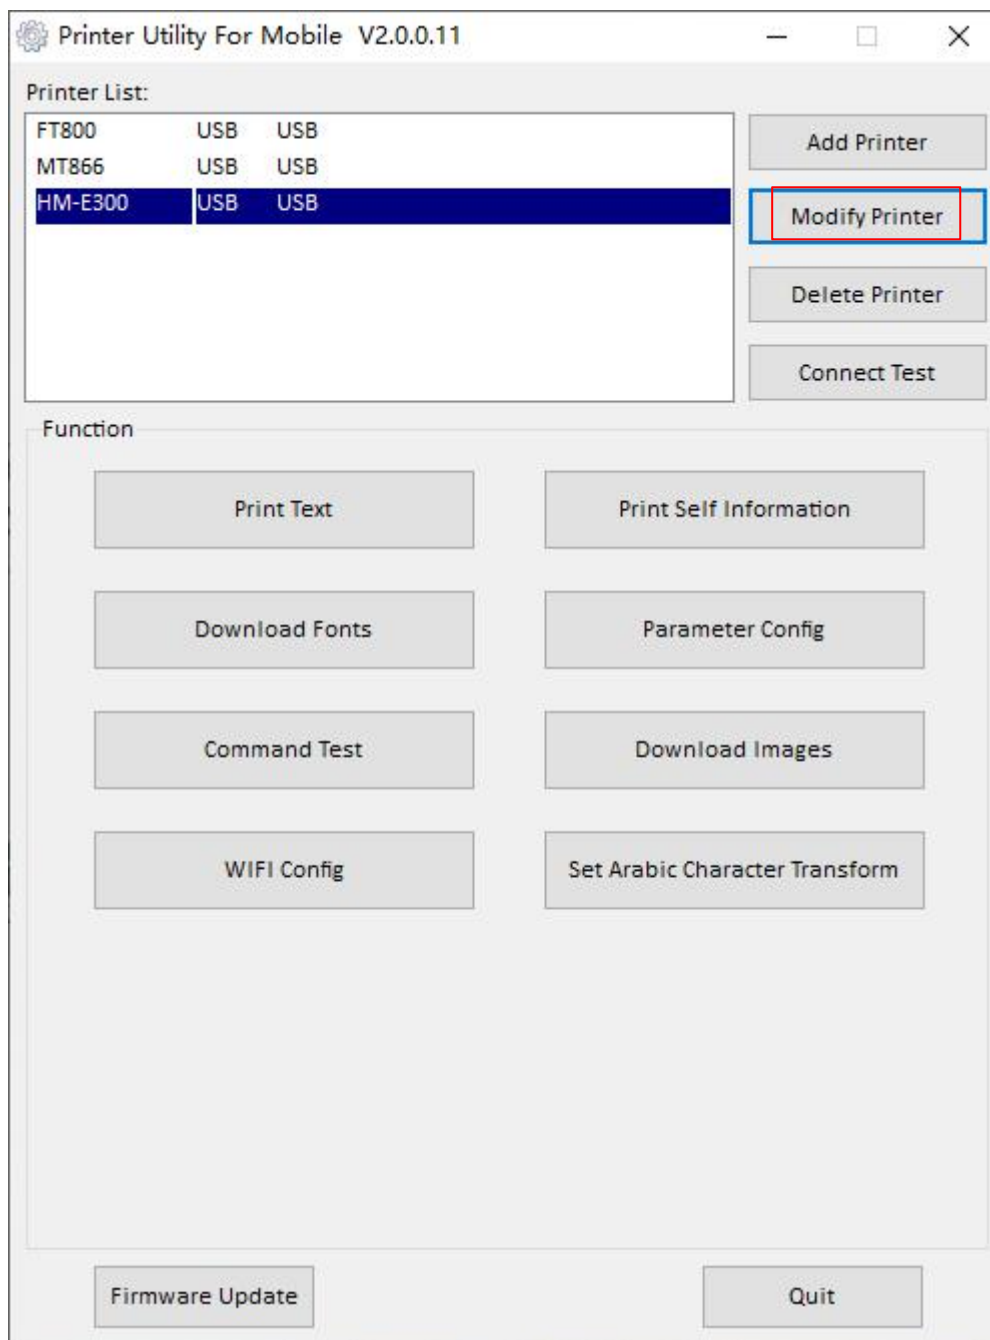 Printer Utility For Mobile V2.0.0.11
Printer List:
FT800 USB USB
MT866 USB USB
HM-E300 USB USB
Add Printer
Modify Printer
Delete Printer
Connect Test
Function
Print Text
Print Self Information
Download Fonts
Parameter Config
Command Test
Download Images
WIFI Config
Set Arabic Character Transform
Firmware Update
Quit